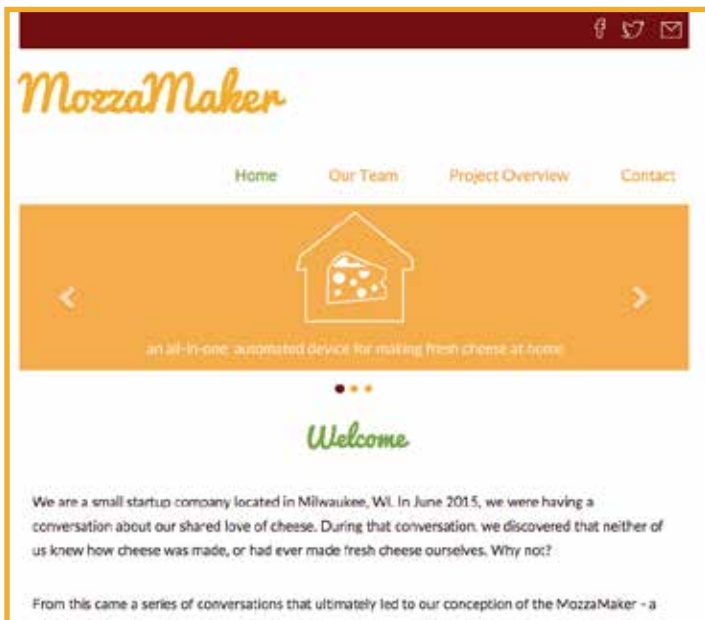 MozzaMaker
Home Our Team Project Overview Contact
an all-in-one, automated device for making fresh cheese at home
Welcome
We are a small startup company located in Milwaukee, WI. In June 2015, we were having a
conversation about our shared love of cheese. During that conversation, we discovered that neither of
us knew how cheese was made, or had ever made fresh cheese ourselves. Why not?
From this came a series of conversations that ultimately led to our conception of the MozzaMaker - a